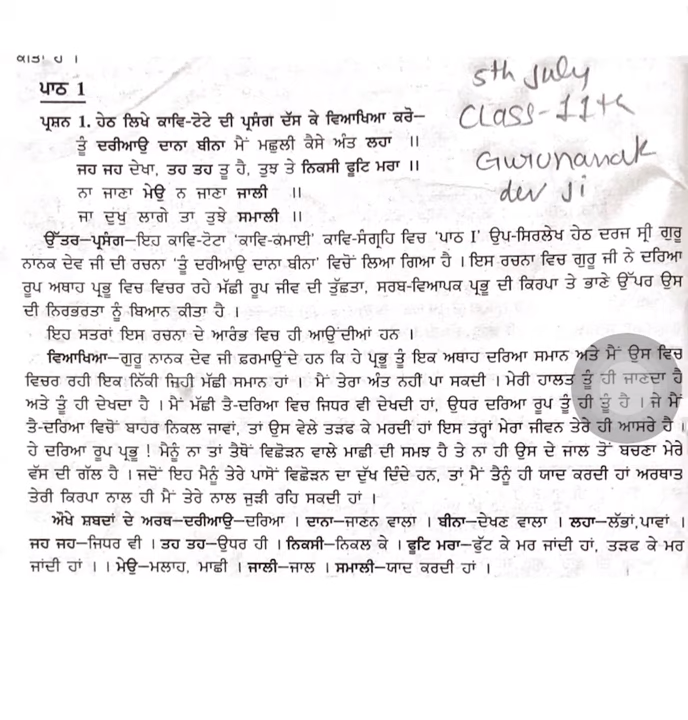 ਕੀਤਾ ਹੈ ।
5th July
Class-11th
Gurunanak
dev ji
ਪਾਠ 1
ਪ੍ਰਸ਼ਨ 1. ਹੇਠ ਲਿਖੇ ਕਾਵਿ-ਟੋਟੇ ਦੀ ਪ੍ਰਸੰਗ ਦੱਸ ਕੇ ਵਿਆਖਿਆ ਕਰੋ—
ਤੂੰ ਦਰੀਆਉ ਦਾਨਾ ਬੀਨਾ ਮੈਂ ਮਛੁਲੀ ਕੈਸੇ ਅੰਤ ਲਹਾ ॥
ਜਹ ਜਹ ਦੇਖਾ, ਤਹ ਤਹ ਤੂ ਹੈ, ਤੁਝ ਤੇ ਨਿਕਸੀ ਫੂਟਿ ਮਰਾ ॥
ਨਾ ਜਾਣਾ ਮੇਉ ਨ ਜਾਣਾ ਜਾਲੀ ॥
ਜਾ ਦੁਖੁ ਲਾਗੇ ਤਾ ਤੁਝੇ ਸਮਾਲੀ ॥
ਉੱਤਰ—ਪ੍ਰਸੰਗ—ਇਹ ਕਾਵਿ-ਟੋਟਾ 'ਕਾਵਿ-ਕਮਾਈ' ਕਾਵਿ-ਸੰਗ੍ਰਹਿ ਵਿਚ 'ਪਾਠ I' ਉਪ-ਸਿਰਲੇਖ ਹੇਠ ਦਰਜ ਸ੍ਰੀ ਗੁਰੂ
ਨਾਨਕ ਦੇਵ ਜੀ ਦੀ ਰਚਨਾ 'ਤੂੰ ਦਰੀਆਉ ਦਾਨਾ ਬੀਨਾ' ਵਿਚੋਂ ਲਿਆ ਗਿਆ ਹੈ । ਇਸ ਰਚਨਾ ਵਿਚ ਗੁਰੂ ਜੀ ਨੇ ਦਰਿਆ
ਰੂਪ ਅਥਾਹ ਪ੍ਰਭੂ ਵਿਚ ਵਿਚਰ ਰਹੇ ਮੱਛੀ ਰੂਪ ਜੀਵ ਦੀ ਤੁੱਛਤਾ, ਸਰਬ-ਵਿਆਪਕ ਪ੍ਰਭੂ ਦੀ ਕਿਰਪਾ ਤੇ ਭਾਣੇ ਉੱਪਰ ਉਸ
ਦੀ ਨਿਰਭਰਤਾ ਨੂੰ ਬਿਆਨ ਕੀਤਾ ਹੈ ।
ਇਹ ਸਤਰਾਂ ਇਸ ਰਚਨਾ ਦੇ ਆਰੰਭ ਵਿਚ ਹੀ ਆਉਂਦੀਆਂ ਹਨ ।
ਵਿਆਖਿਆ—ਗੁਰੂ ਨਾਨਕ ਦੇਵ ਜੀ ਫ਼ਰਮਾਉਂਦੇ ਹਨ ਕਿ ਹੇ ਪ੍ਰਭੂ ਤੂੰ ਇਕ ਅਥਾਹ ਦਰਿਆ ਸਮਾਨ ਅਤੇ ਮੈਂ ਉਸ ਵਿਚ
ਵਿਚਰ ਰਹੀ ਇਕ ਨਿੱਕੀ ਜਿਹੀ ਮੱਛੀ ਸਮਾਨ ਹਾਂ । ਮੈਂ ਤੇਰਾ ਅੰਤ ਨਹੀਂ ਪਾ ਸਕਦੀ । ਮੇਰੀ ਹਾਲਤ ਤੂੰ ਹੀ ਜਾਣਦਾ ਹੈ
ਅਤੇ ਤੂੰ ਹੀ ਦੇਖਦਾ ਹੈ । ਮੈਂ ਮੱਛੀ ਤੈ-ਦਰਿਆ ਵਿਚ ਜਿਧਰ ਵੀ ਦੇਖਦੀ ਹਾਂ, ਉਧਰ ਦਰਿਆ ਰੂਪ ਤੂੰ ਹੀ ਤੂੰ ਹੈ । ਜੇ ਮੈਂ
ਤੈ-ਦਰਿਆ ਵਿਚੋਂ ਬਾਹਰ ਨਿਕਲ ਜਾਵਾਂ, ਤਾਂ ਉਸ ਵੇਲੇ ਤੜਫ ਕੇ ਮਰਦੀ ਹਾਂ ਇਸ ਤਰ੍ਹਾਂ ਮੇਰਾ ਜੀਵਨ ਤੇਰੇ ਹੀ ਆਸਰੇ ਹੈ ।
ਹੇ ਦਰਿਆ ਰੂਪ ਪ੍ਰਭੂ ! ਮੈਨੂੰ ਨਾ ਤਾਂ ਤੈਥੋਂ ਵਿਛੋੜਨ ਵਾਲੇ ਮਾਛੀ ਦੀ ਸਮਝ ਹੈ ਤੇ ਨਾ ਹੀ ਉਸ ਦੇ ਜਾਲ ਤੋਂ ਬਚਣਾ ਮੇਰੇ
ਵੱਸ ਦੀ ਗੱਲ ਹੈ । ਜਦੋਂ ਇਹ ਮੈਨੂੰ ਤੇਰੇ ਪਾਸੋਂ ਵਿਛੋੜਨ ਦਾ ਦੁੱਖ ਦਿੰਦੇ ਹਨ, ਤਾਂ ਮੈਂ ਤੈਨੂੰ ਹੀ ਯਾਦ ਕਰਦੀ ਹਾਂ ਅਰਥਾਤ
ਤੇਰੀ ਕਿਰਪਾ ਨਾਲ ਹੀ ਮੈਂ ਤੇਰੇ ਨਾਲ ਜੁੜੀ ਰਹਿ ਸਕਦੀ ਹਾਂ ।
ਔਖੇ ਸ਼ਬਦਾਂ ਦੇ ਅਰਥ—ਦਰੀਆਉ—ਦਰਿਆ । ਦਾਨਾ—ਜਾਣਨ ਵਾਲਾ । ਬੀਨਾ—ਦੇਖਣ ਵਾਲਾ । ਲਹਾ—ਲੱਭਾਂ,ਪਾਵਾਂ ।
ਜਹ ਜਹ—ਜਿਧਰ ਵੀ । ਤਹ ਤਹ—ਉਧਰ ਹੀ । ਨਿਕਸੀ—ਨਿਕਲ ਕੇ । ਫੂਟਿ ਮਰਾ—ਫੁੱਟ ਕੇ ਮਰ ਜਾਂਦੀ ਹਾਂ, ਤੜਫ ਕੇ ਮਰ
ਜਾਂਦੀ ਹਾਂ । । ਮੇਉ—ਮਲਾਹ, ਮਾਛੀ । ਜਾਲੀ—ਜਾਲ । ਸਮਾਲੀ—ਯਾਦ ਕਰਦੀ ਹਾਂ ।